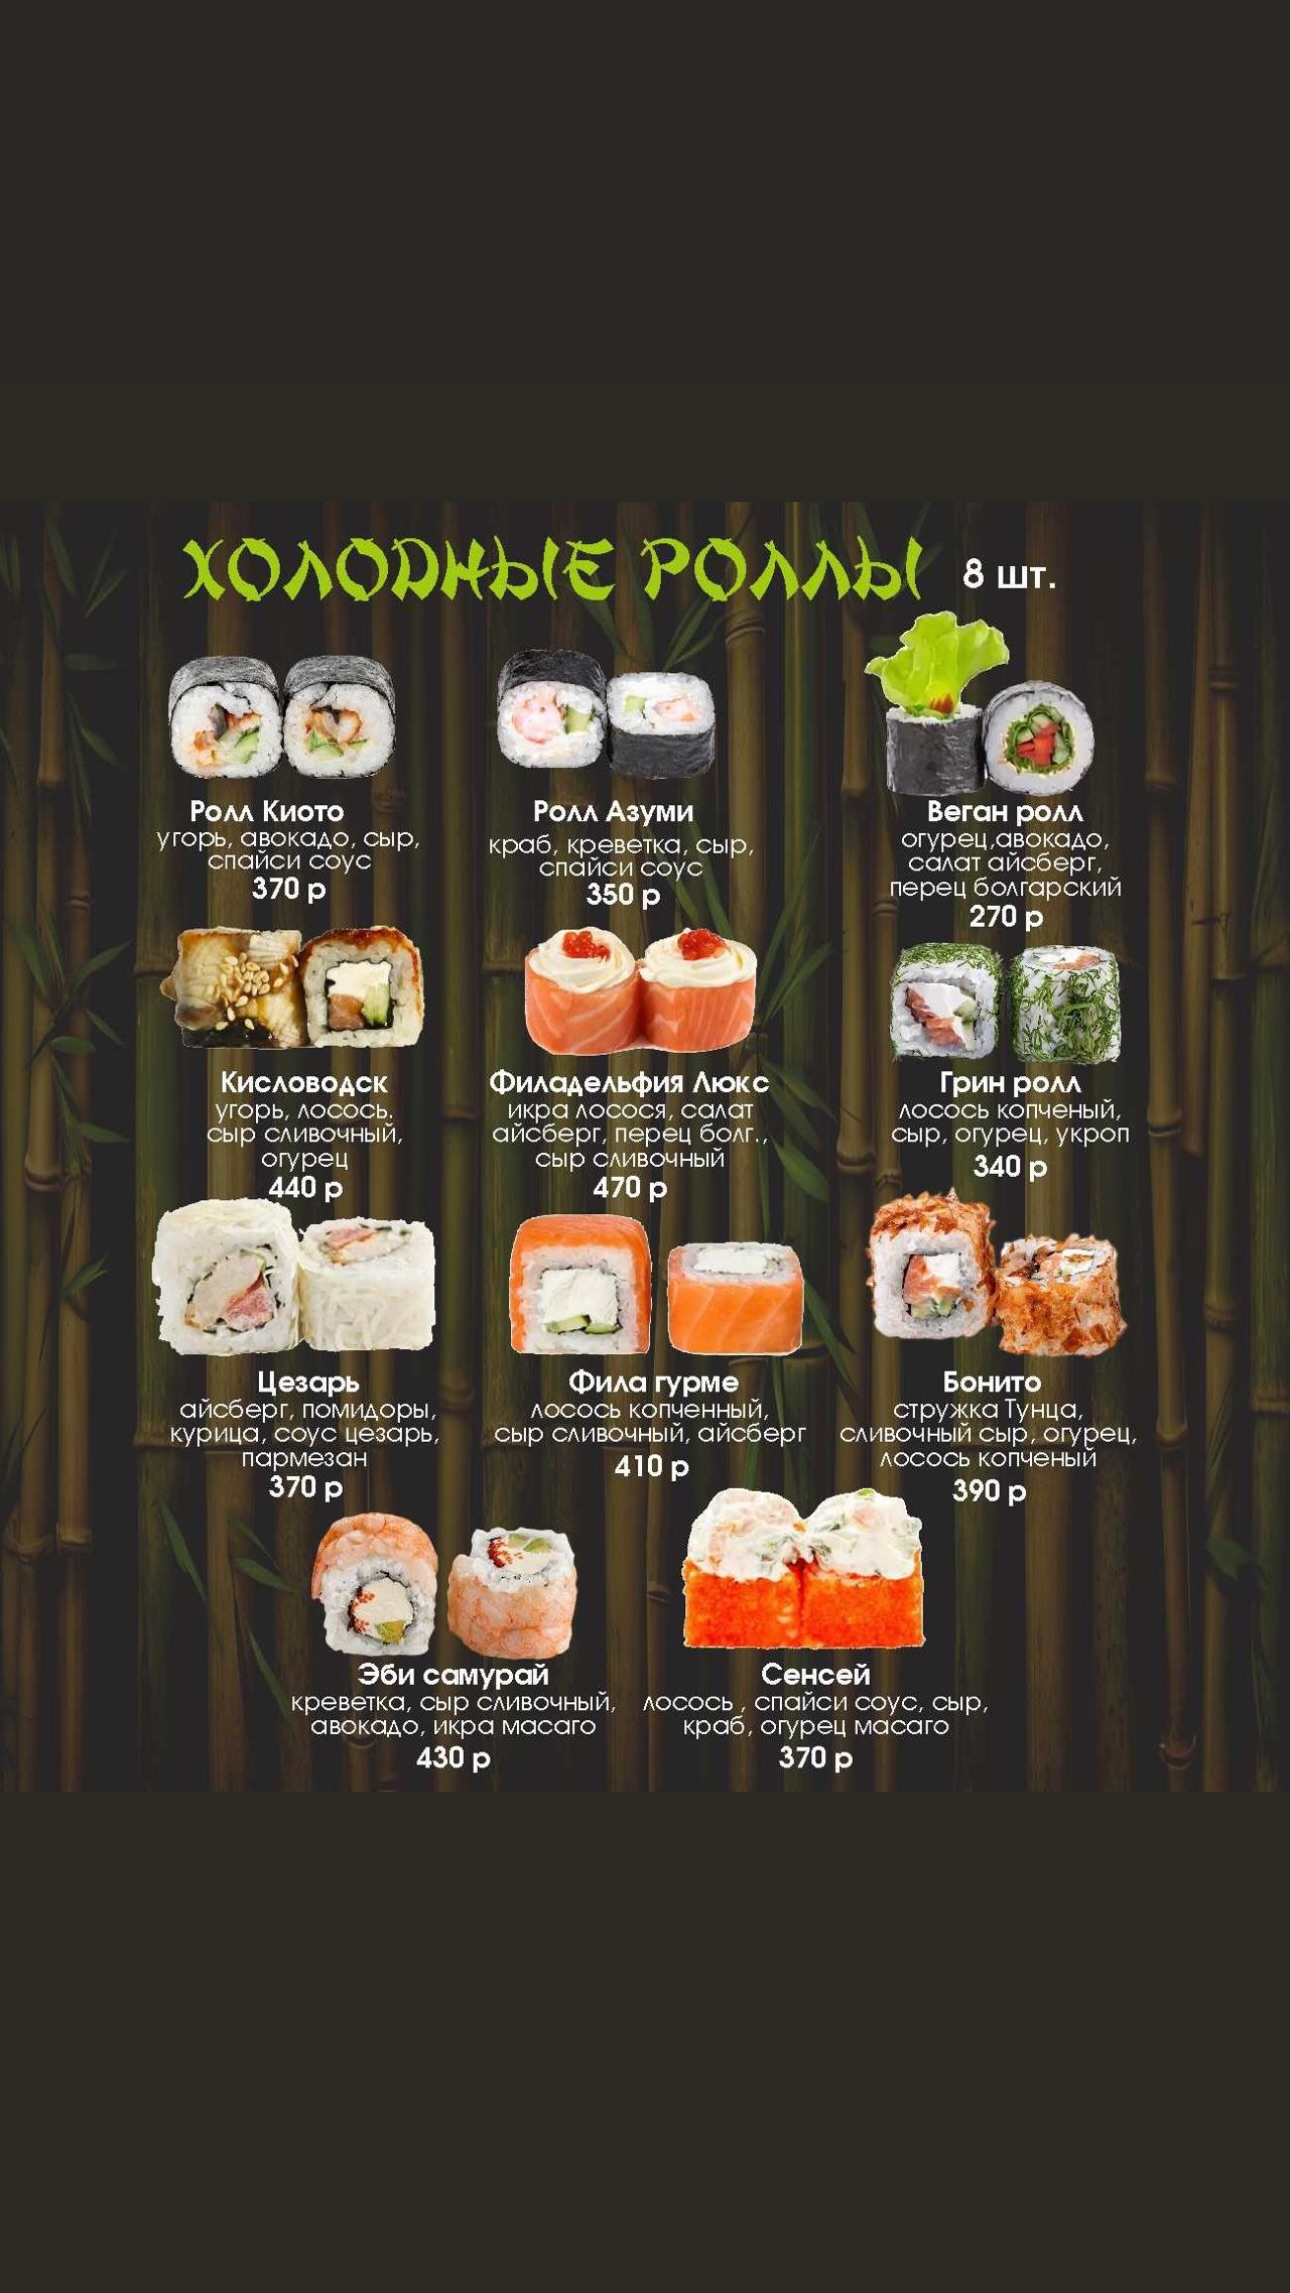 ХОЛОДНЫЕ РОЛЛЫ 8 шт.
Ролл Киото
угорь, авокадо, сыр,
спайси соус
370 р
Ролл Азуми
краб, креветка, сыр,
спайси соус
350 р
Веган ролл
огурец,авокадо,
салат айсберг,
перец болгарский
270 р
Кисловодск
угорь, лосось.
сыр сливочный,
огурец
440 р
Филадельфия Люкс
икра лосося, салат
айсберг, перец болг.,
сыр сливочный
470 р
Грин ролл
лосось копченый,
сыр, огурец, укроп
340 р
Цезарь
айсберг, помидоры,
курица, соус цезарь,
пармезан
370 р
Фила гурме
лосось копченный,
сыр сливочный, айсберг
410 р
Бонито
стружка Тунца,
сливочный сыр, огурец,
лосось копченый
390 р
Эби самурай
креветка, сыр сливочный,
авокадо, икра масаго
430 р
Сенсей
лосось , спайси соус, сыр,
краб, огурец масаго
370 р